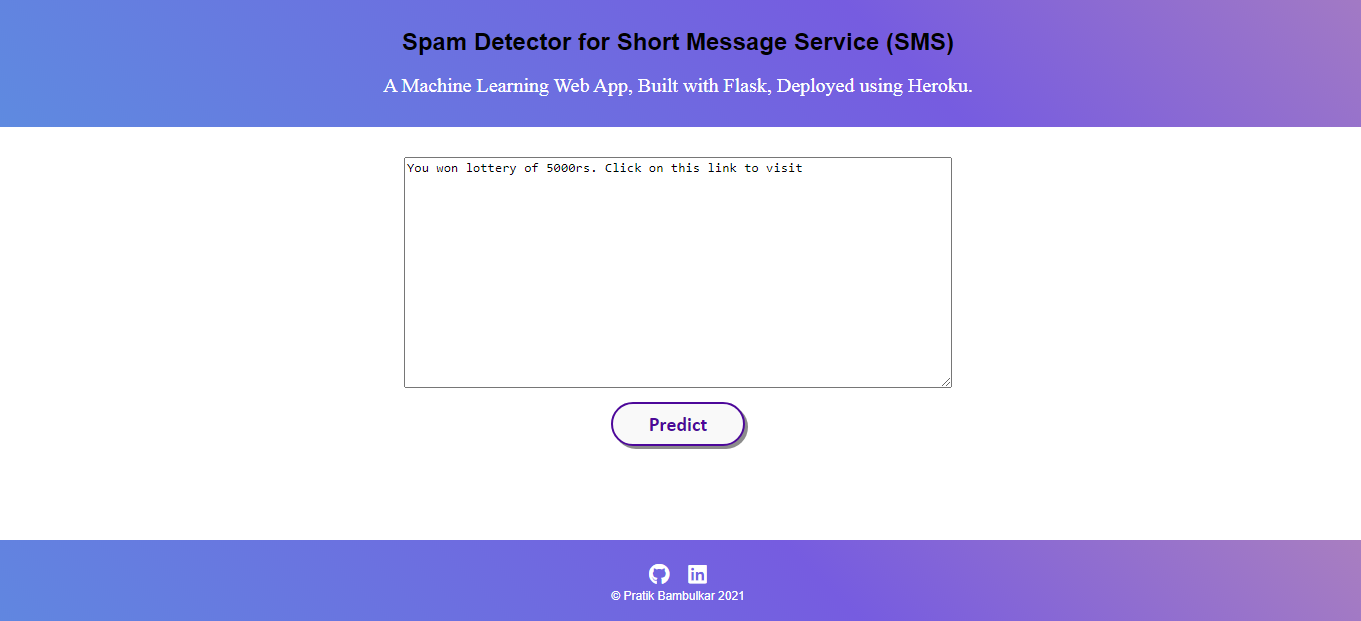 Spam Detector for Short Message Service (SMS)
A Machine Learning Web App, Built with Flask, Deployed using Heroku.
You won lottery of 5000rs. Click on this link to visit
Predict
in
© Pratik Bambulkar 2021